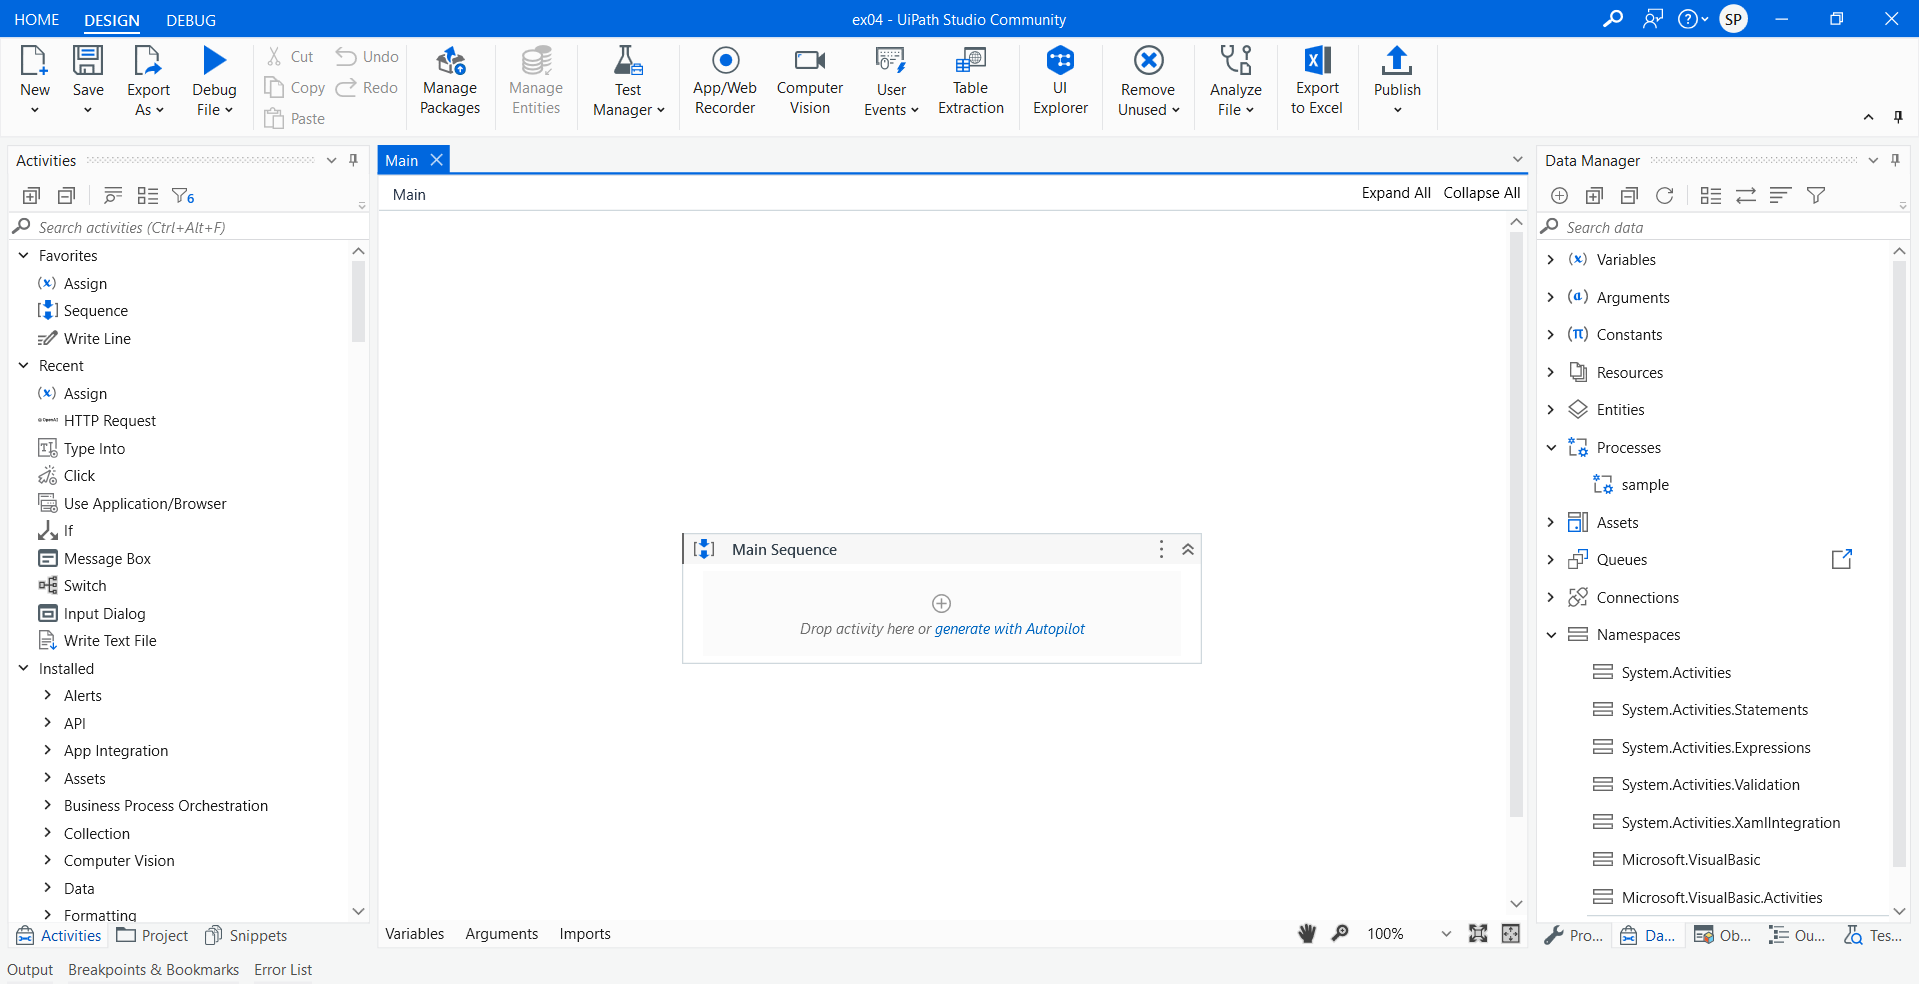 HOME DESIGN DEBUG
ex04 - UiPath Studio Community
SP
New
Save
Export As
Debug File
Cut
Copy
Paste
Undo
Redo
Manage Packages
Manage Entities
Test Manager
App/Web Recorder
Computer Vision
User Events
Table Extraction
UI Explorer
Remove Unused
Analyze File
Export to Excel
Publish
Activities
6
Search activities (Ctrl+Alt+F)
Favorites
Assign
Sequence
Write Line
Recent
Assign
HTTP Request
Type Into
Click
Use Application/Browser
If
Message Box
Switch
Input Dialog
Write Text File
Installed
Alerts
API
App Integration
Assets
Business Process Orchestration
Collection
Computer Vision
Data
Formatting
Activities Project Snippets
Main
Main
Expand All Collapse All
Main Sequence
Drop activity here or generate with Autopilot
Variables Arguments Imports
100%
Data Manager
Search data
Variables
Arguments
Constants
Resources
Entities
Processes
sample
Assets
Queues
Connections
Namespaces
System.Activities
System.Activities.Statements
System.Activities.Expressions
System.Activities.Validation
System.Activities.XamlIntegration
Microsoft.VisualBasic
Microsoft.VisualBasic.Activities
Pro... Da... Ob... Ou... Tes...
Output Breakpoints & Bookmarks Error List